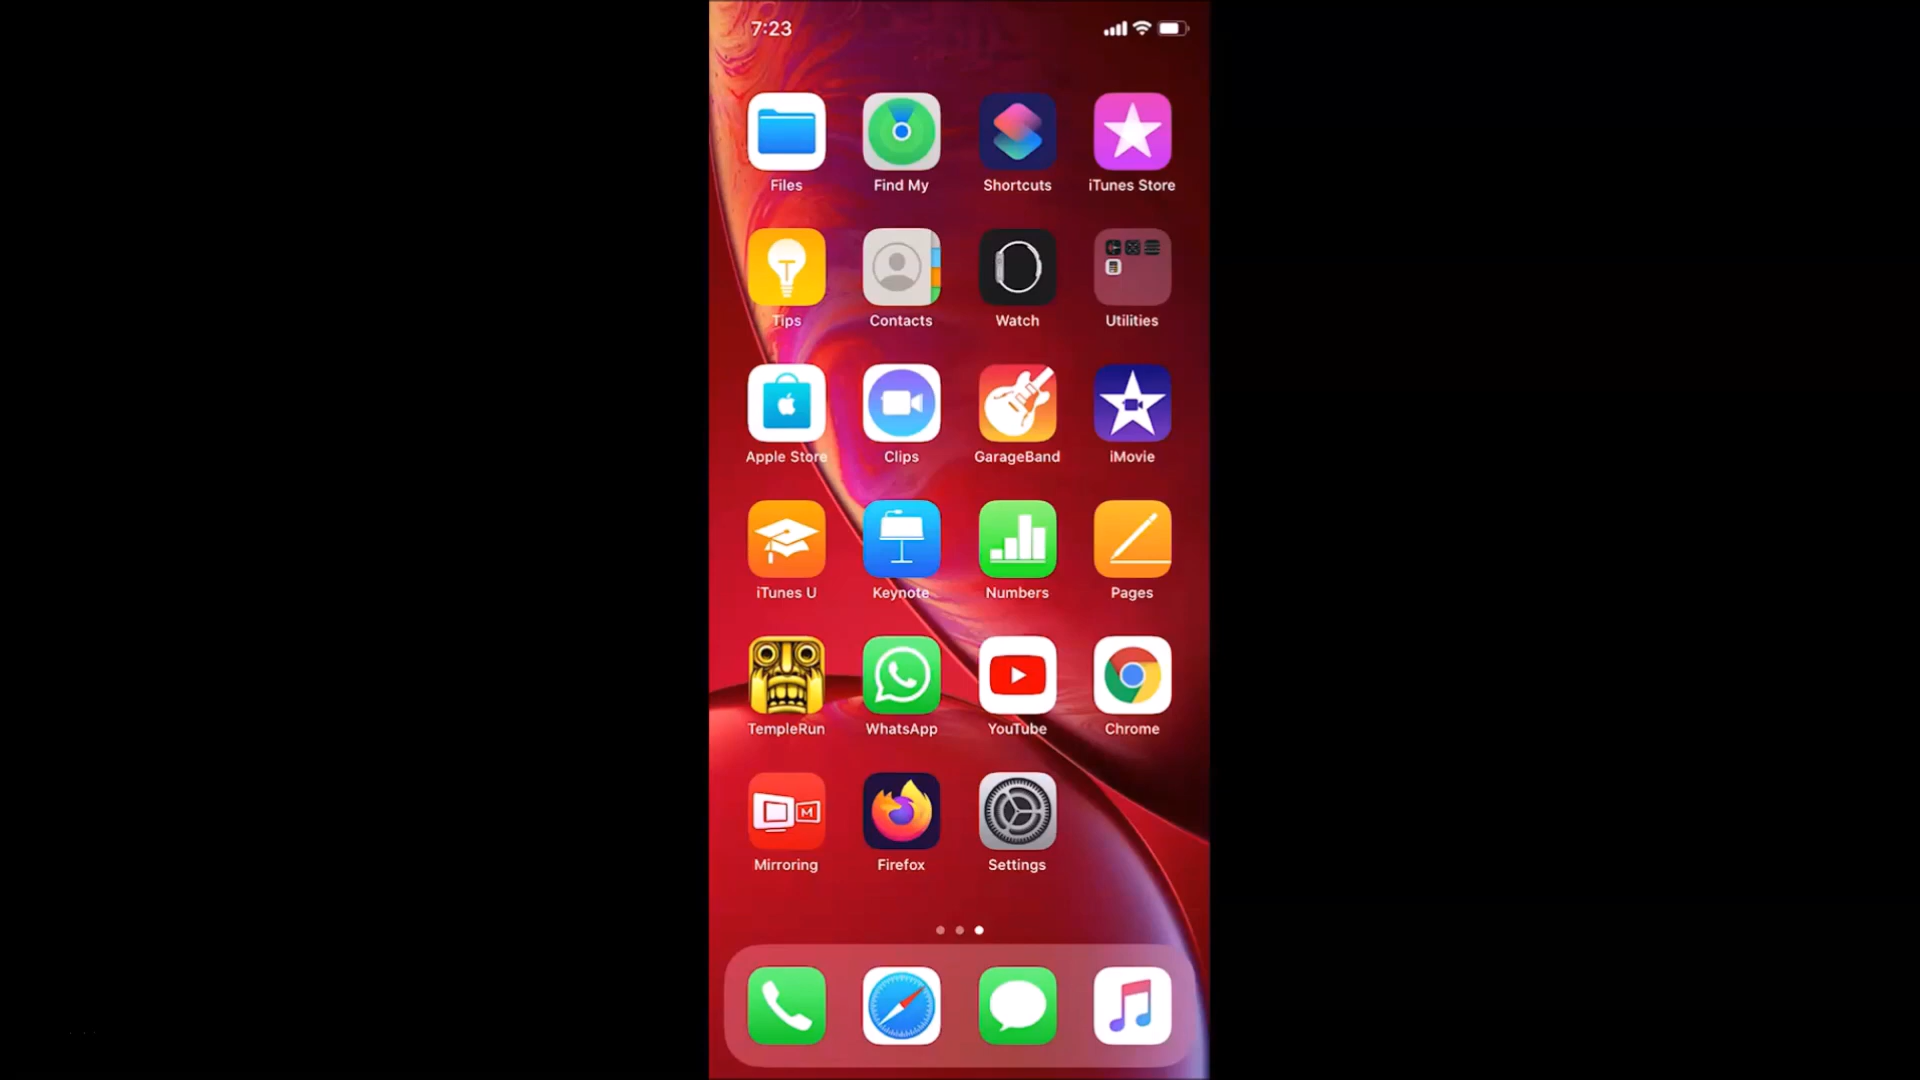 7:23
Files Find My Shortcuts iTunes Store
Tips Contacts Watch Utilities
Apple Store Clips GarageBand iMovie
iTunes U Keynote Numbers Pages
TempleRun WhatsApp YouTube Chrome
M
Mirroring Firefox Settings